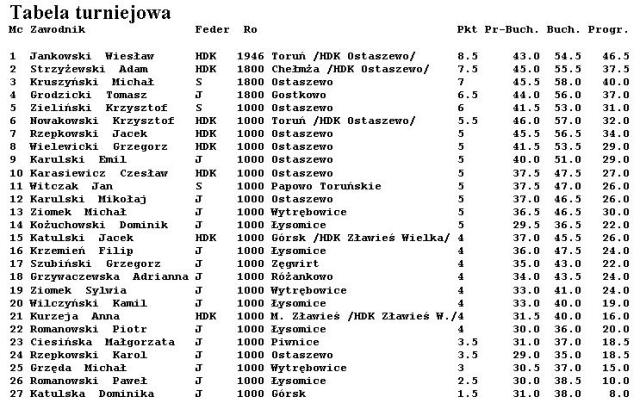 Tabela turniejowa
Mc Zawodnik Feder Ro Pkt Pr-Buch. Buch. Progr.
1 Jankowski Wiesław HDK 1946 Toruń /HDK Ostaszewo/ 8.5 43.0 54.5 46.5
2 Strzyżewski Adam HDK 1800 Chełmża /HDK Ostaszewo/ 7.5 45.0 55.5 37.5
3 Kruszyński Michał S 1800 Ostaszewo 7 45.5 58.0 40.0
4 Grodzicki Tomasz J 1800 Gostkowo 6.5 44.0 56.0 37.0
5 Zieliński Krzysztof S 1000 Ostaszewo 6 41.5 53.0 31.0
6 Nowakowski Krzysztof HDK 1000 Toruń /HDK Ostaszewo/ 5.5 46.0 57.0 32.0
7 Rzepkowski Jacek HDK 1000 Ostaszewo 5 45.5 56.5 34.0
8 Wielewicki Grzegorz HDK 1000 Ostaszewo 5 41.5 53.5 29.0
9 Karulski Emil J 1000 Ostaszewo 5 40.0 51.0 29.0
10 Karasiewicz Czesław HDK 1000 Ostaszewo 5 37.5 47.5 27.0
11 Witczak Jan S 1000 Papowo Toruńskie 5 37.5 47.0 26.0
12 Karulski Mikołaj J 1000 Ostaszewo 5 37.0 46.5 26.0
13 Ziomek Michał J 1000 Wytrębowice 5 36.5 46.5 30.0
14 Kożuchowski Dominik J 1000 Łysomice 5 29.5 36.5 22.0
15 Katulski Jacek HDK 1000 Górsk /HDK Zławieś Wielka/ 4 37.0 45.5 26.0
16 Krzemień Filip J 1000 Łysomice 4 36.0 47.5 24.0
17 Szubiński Grzegorz J 1000 Zęgwirt 4 35.0 43.0 22.0
18 Grzywaczewska Adrianna J 1000 Różankowo 4 34.0 43.5 24.0
19 Ziomek Sylwia J 1000 Wytrębowice 4 33.0 41.0 24.0
20 Wilczyński Kamil J 1000 Łysomice 4 33.0 40.0 19.0
21 Kurzeja Anna HDK 1000 M. Zławieś /HDK Zławieś W./4 31.5 40.0 16.0
22 Romanowski Piotr J 1000 Łysomice 4 30.0 36.0 20.0
23 Ciesińska Małgorzata J 1000 Piwnice 3.5 31.0 37.0 18.5
24 Rzepkowski Karol J 1000 Ostaszewo 3.5 29.0 35.0 18.5
25 Grzęda Michał J 1000 Wytrębowice 3 30.5 37.5 15.0
26 Romanowski Paweł J 1000 Łysomice 2.5 30.0 38.5 10.0
27 Katulska Dominika J 1000 Górsk 1.5 31.0 38.0 8.0